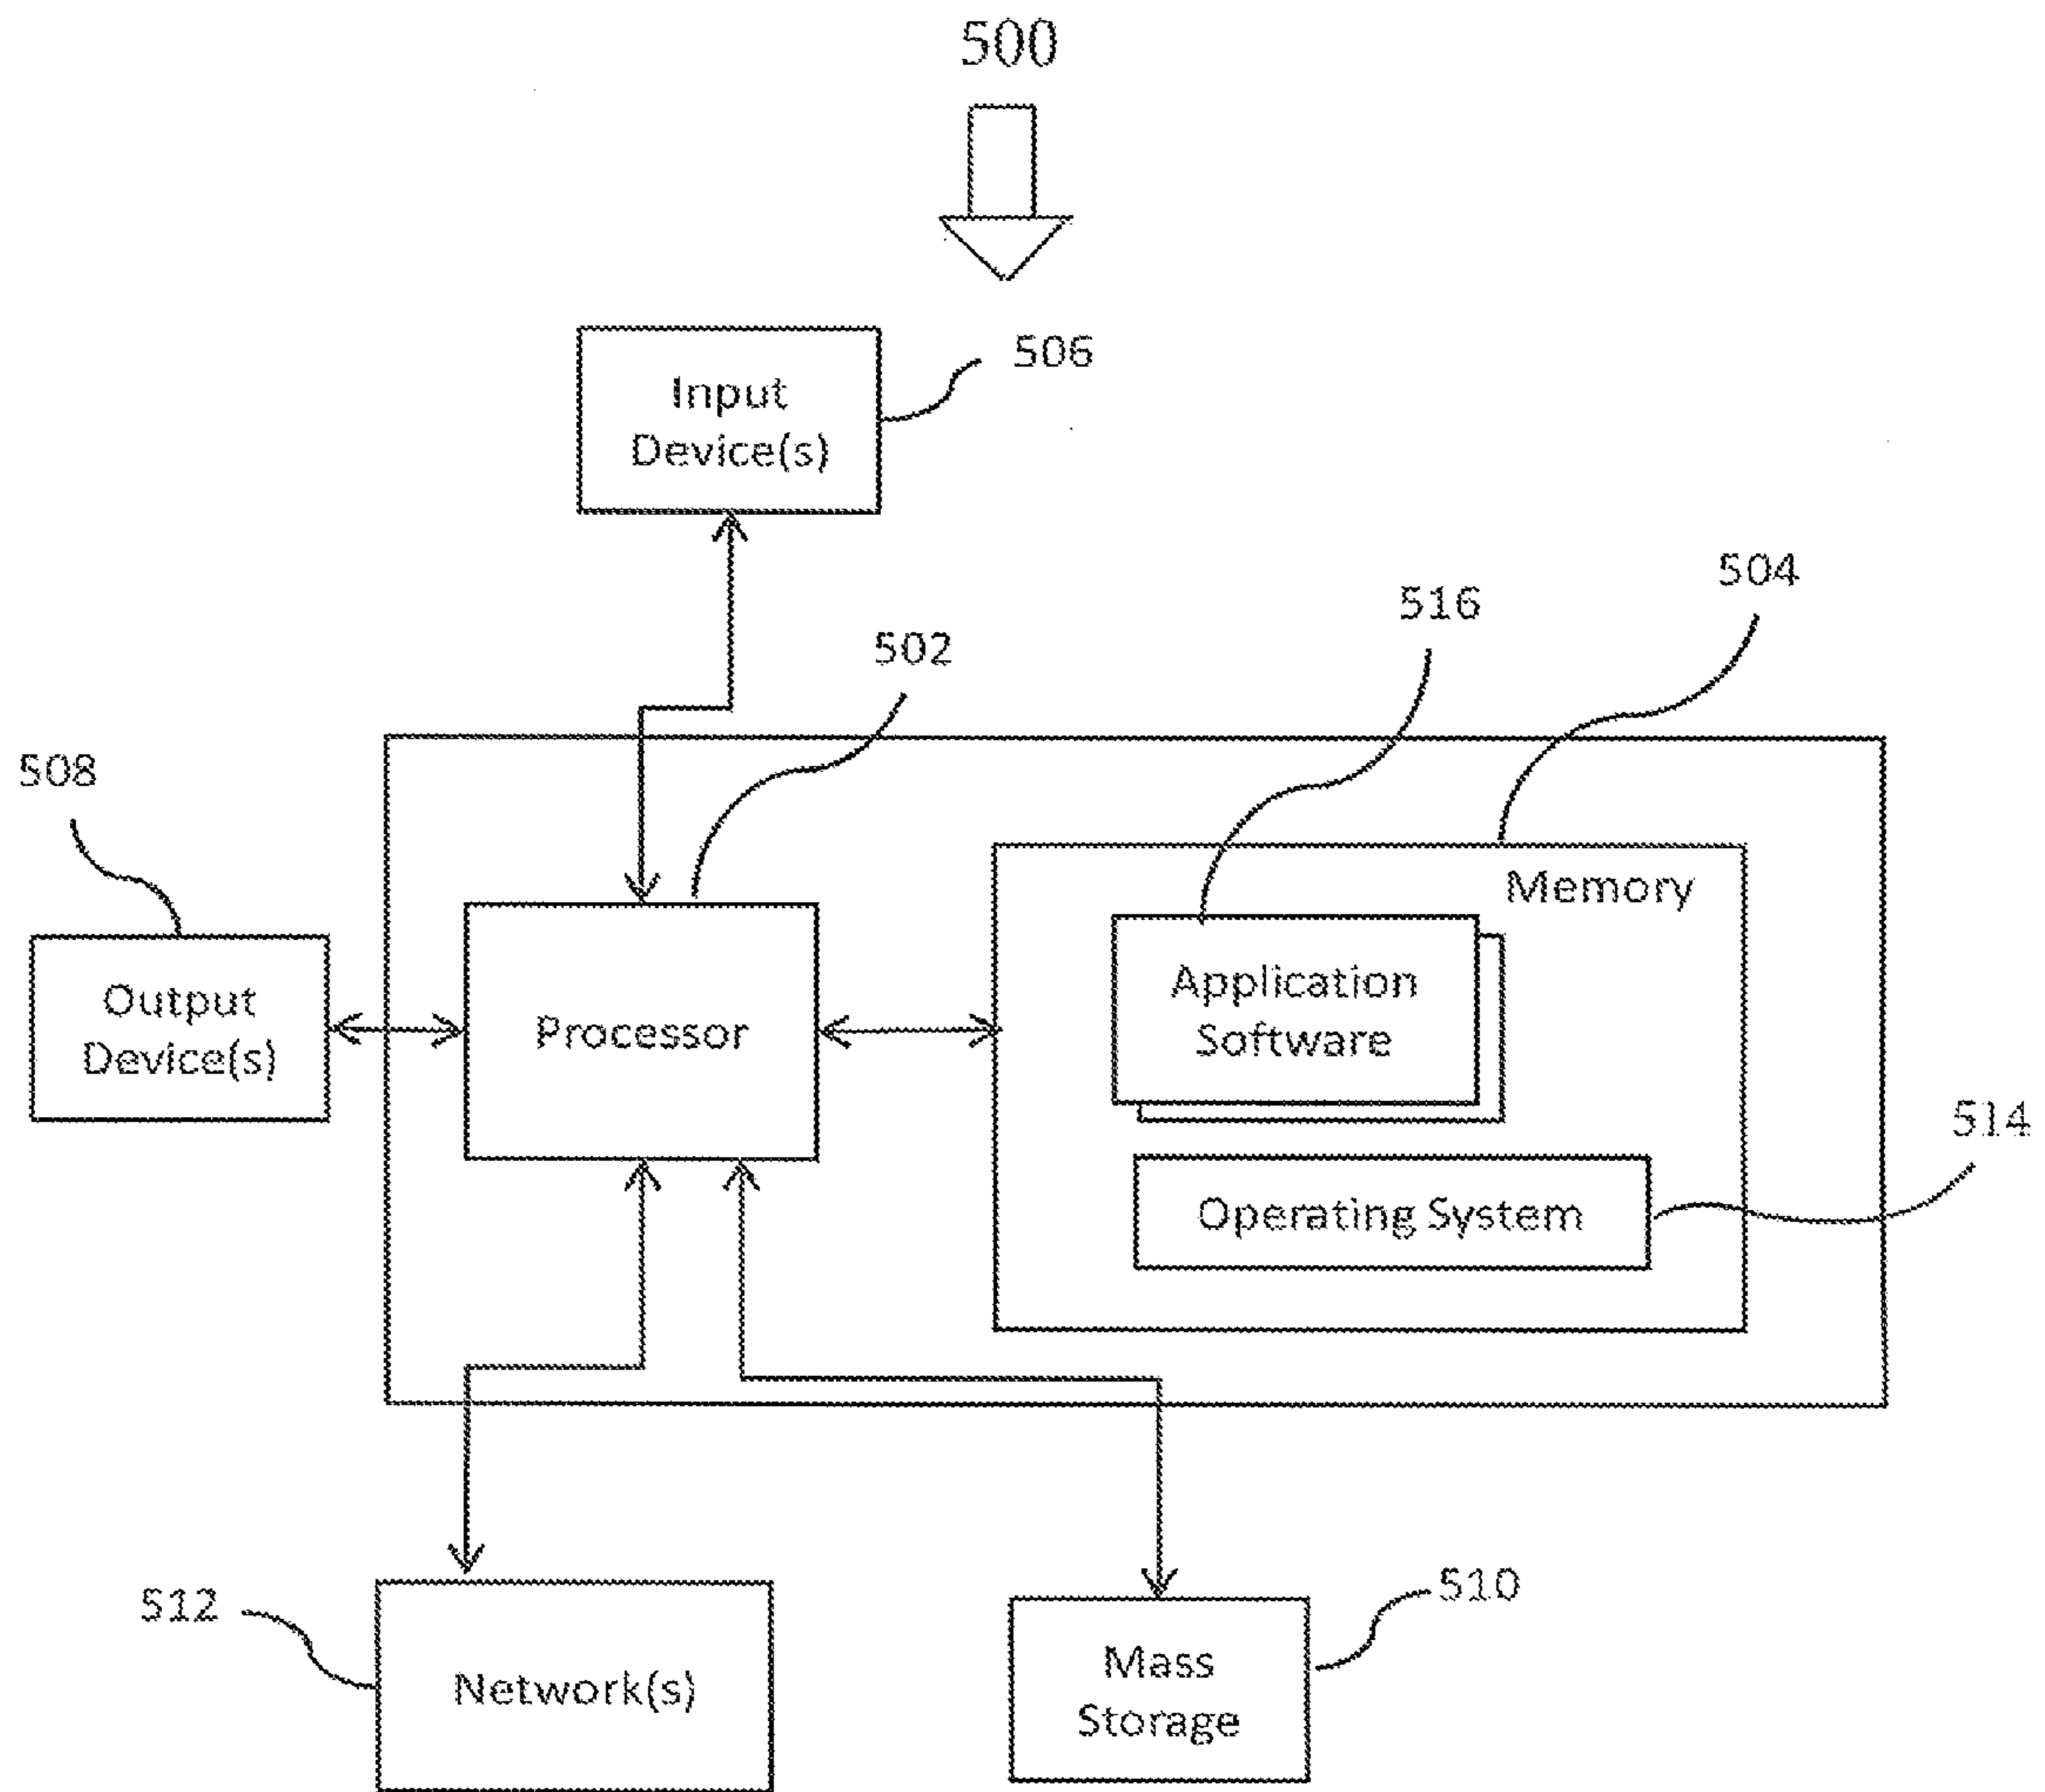 500
506
Input
Device(s)
504
516
502
508
Memory
Application
Software
Output
Device(s)
Processor
514
Operating System
512
510
Network(s)
Mass
Storage